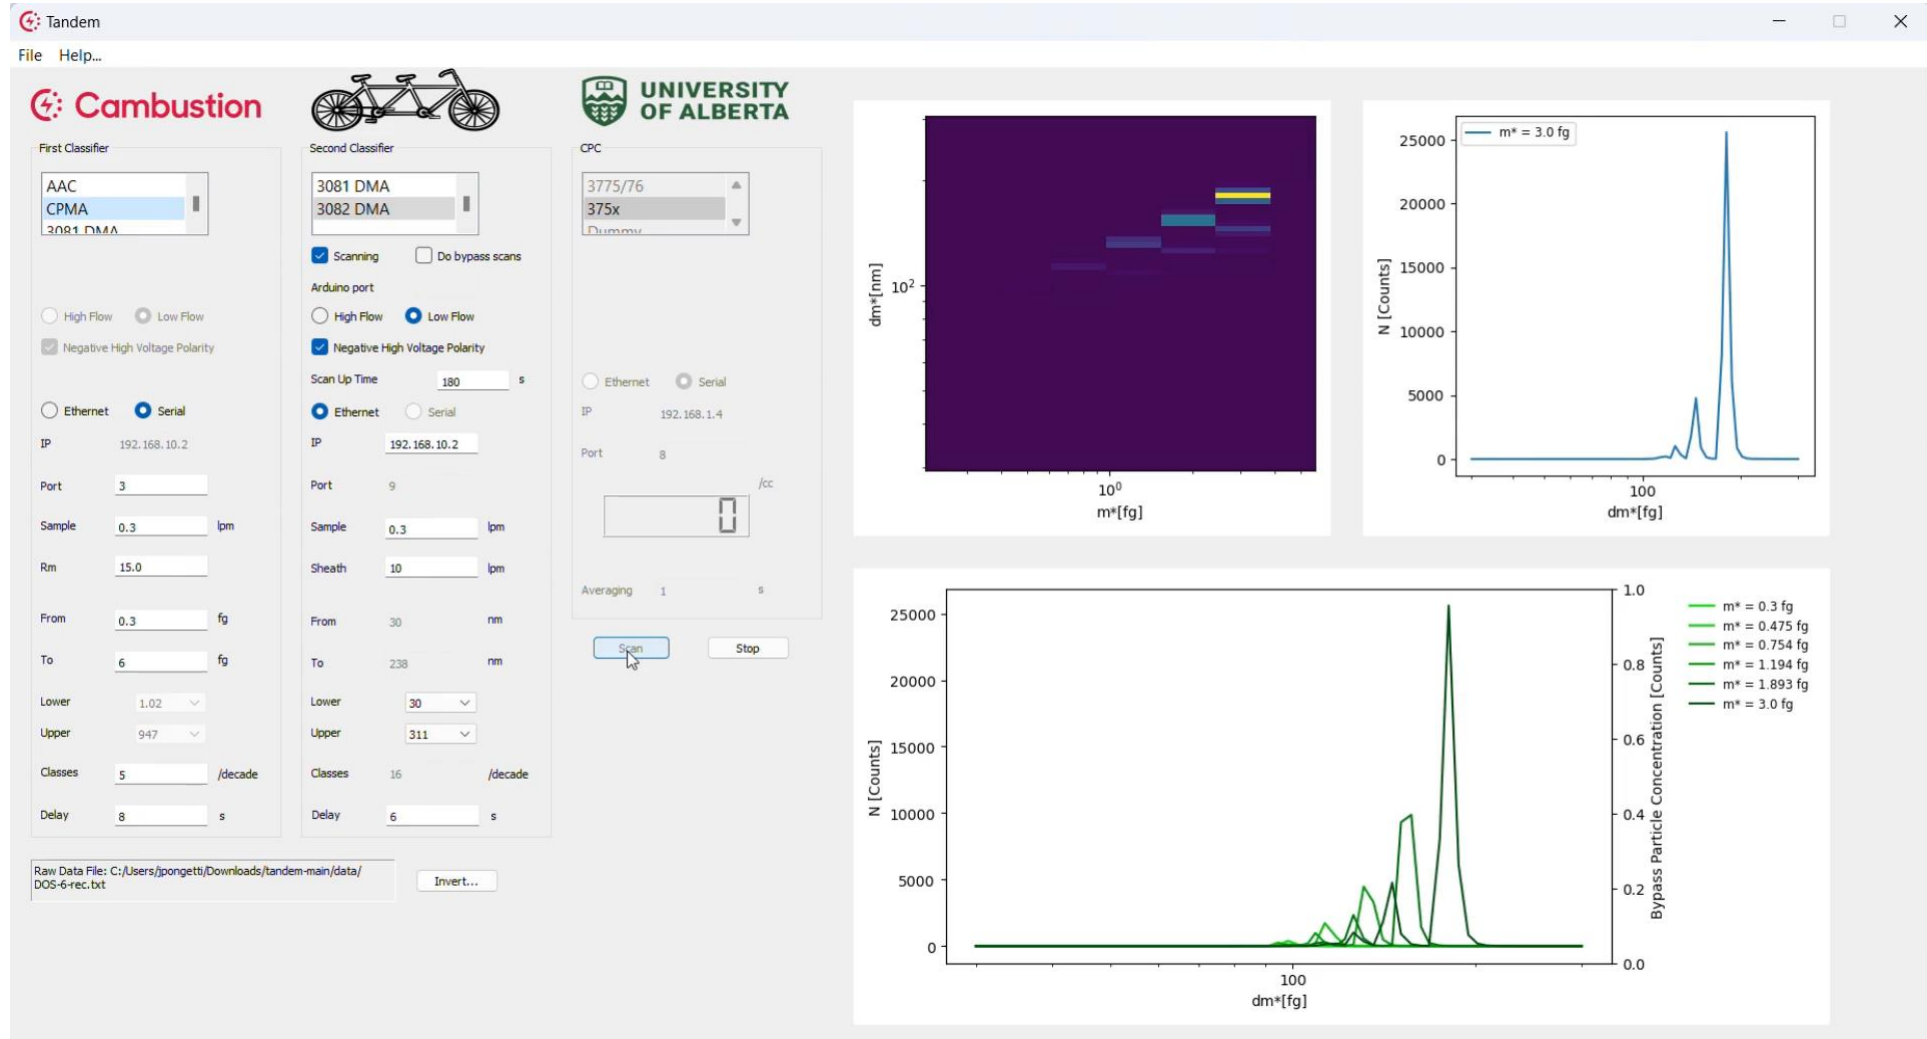 Tandem
File Help...
Cambustion
UNIVERSITY
OF ALBERTA
First Classifier
AAC
CPMA
3081 DMA
High Flow Low Flow
Negative High Voltage Polarity
Ethernet Serial
IP 192.168.10.2
Port 3
Sample 0.3 lpm
Rm 15.0
From 0.3 fg
To 6 fg
Lower 1.02
Upper 947
Classes 5 /decade
Delay 8 s
Second Classifier
3081 DMA
3082 DMA
Scanning Do bypass scans
Arduino port
High Flow Low Flow
Negative High Voltage Polarity
Scan Up Time 180 s
Ethernet Serial
IP 192.168.10.2
Port 9
Sample 0.3 lpm
Sheath 10 lpm
From 30 nm
To 238 nm
Lower 30
Upper 311
Classes 16 /decade
Delay 6 s
CPC
3775/76
375x
Dummy
Ethernet Serial
IP 192.168.1.4
Port 8
/cc
0
Averaging 1 s
Scan Stop
Raw Data File: C:/Users/jpongetti/Downloads/tandem-main/data/
DOS-6-rec.txt
Invert...
dm*[nm]
10²
10⁰
m*[fg]
m* = 3.0 fg
N [Counts]
25000
20000
15000
10000
5000
0
100
dm*[fg]
N [Counts]
25000
20000
15000
10000
5000
0
100
dm*[fg]
1.0
0.8
0.6
0.4
0.2
0.0
Bypass Particle Concentration [Counts]
m* = 0.3 fg
m* = 0.475 fg
m* = 0.754 fg
m* = 1.194 fg
m* = 1.893 fg
m* = 3.0 fg